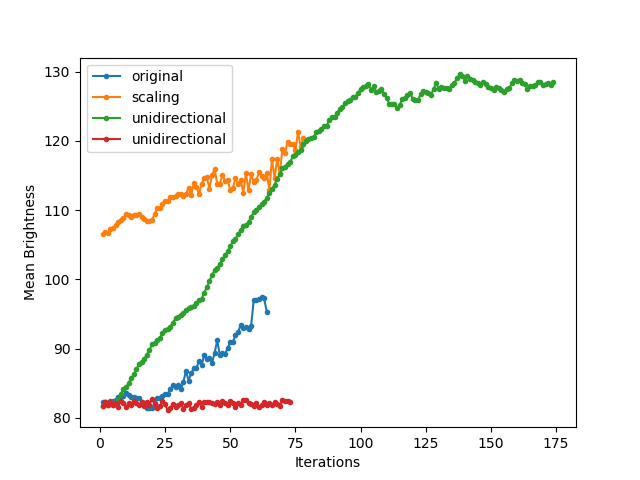 original
scaling
unidirectional
unidirectional
130
120
110
100
90
80
Mean Brightness
0 25 50 75 100 125 150 175
Iterations